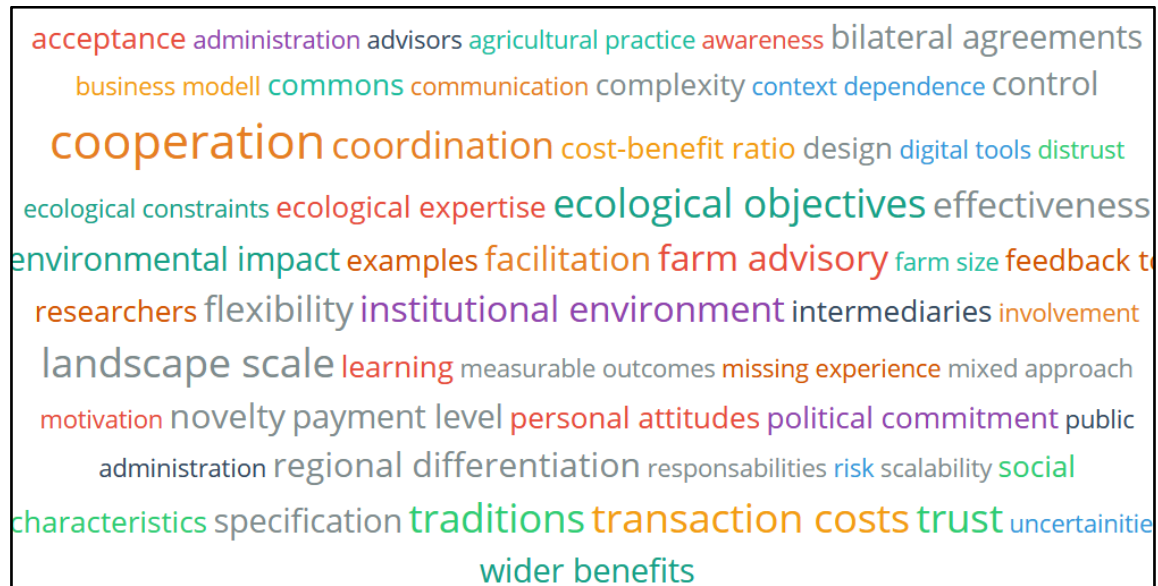 acceptance administration advisors agricultural practice awareness bilateral agreements
business modell commons communication complexity context dependence control
cooperation coordination cost-benefit ratio design digital tools distrust
ecological constraints ecological expertise ecological objectives effectiveness
environmental impact examples facilitation farm advisory farm size feedback to
researchers flexibility institutional environment intermediaries involvement
landscape scale learning measurable outcomes missing experience mixed approach
motivation novelty payment level personal attitudes political commitment public
administration regional differentiation responsabilities risk scalability social
characteristics specification traditions transaction costs trust uncertainitie
wider benefits